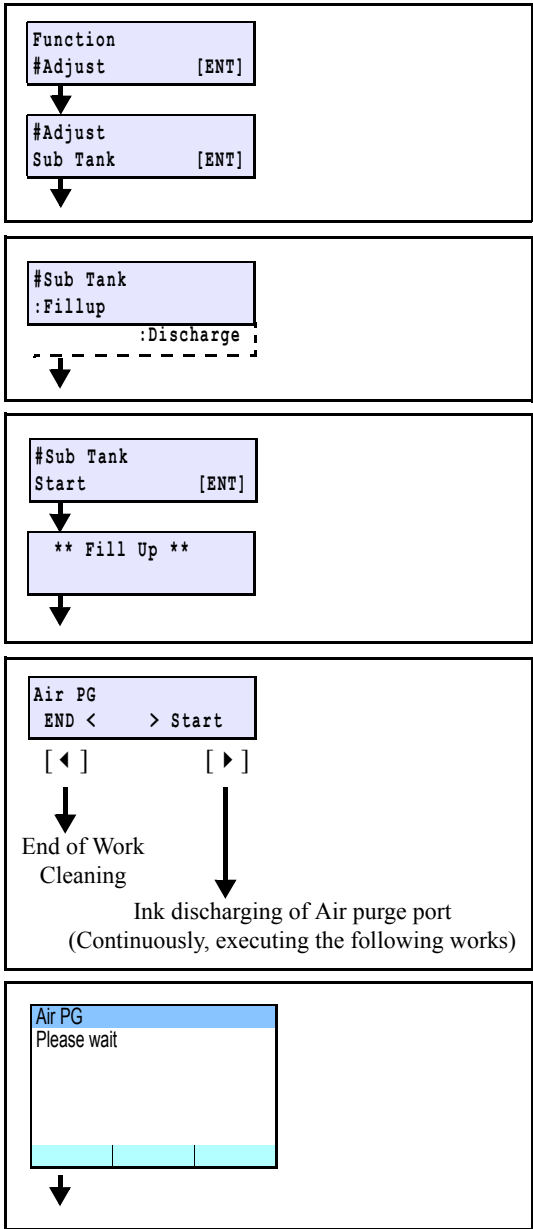 Function
#Adjust [ENT]
#Adjust
Sub Tank [ENT]
#Sub Tank
:Fillup
:Discharge
#Sub Tank
Start [ENT]
** Fill Up **
Air PG
END < > Start
[ ◂ ] [ ▸ ]
End of Work
Cleaning
Ink discharging of Air purge port
(Continuously, executing the following works)
Air PG
Please wait